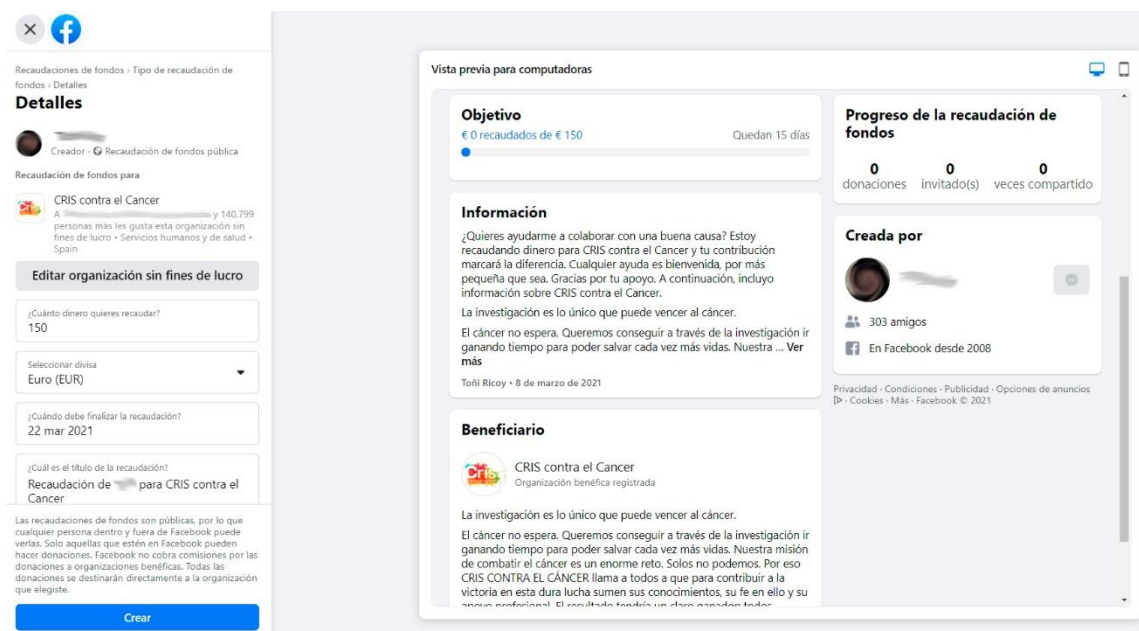 Recaudaciones de fondos › Tipo de recaudación de
fondos › Detalles
Detalles
Creador · Recaudación de fondos pública
Recaudación de fondos para
CRIS contra el Cancer
A y 140.799
personas más les gusta esta organización sin
fines de lucro • Servicios humanos y de salud •
Spain
Editar organización sin fines de lucro
¿Cuánto dinero quieres recaudar?
150
Seleccionar divisa
Euro (EUR)
¿Cuándo debe finalizar la recaudación?
22 mar 2021
¿Cuál es el título de la recaudación?
Recaudación de para CRIS contra el
Cancer
Las recaudaciones de fondos son públicas, por lo que
cualquier persona dentro y fuera de Facebook puede
verlas. Solo aquellas que estén en Facebook pueden
hacer donaciones. Facebook no cobra comisiones por las
donaciones a organizaciones benéficas. Todas las
donaciones se destinarán directamente a la organización
que elegiste.
Crear
Vista previa para computadoras
Objetivo
€ 0 recaudados de € 150
Quedan 15 días
Información
¿Quieres ayudarme a colaborar con una buena causa? Estoy
recaudando dinero para CRIS contra el Cancer y tu contribución
marcará la diferencia. Cualquier ayuda es bienvenida, por más
pequeña que sea. Gracias por tu apoyo. A continuación, incluyo
información sobre CRIS contra el Cancer.
La investigación es lo único que puede vencer al cáncer.
El cáncer no espera. Queremos conseguir a través de la investigación ir
ganando tiempo para poder salvar cada vez más vidas. Nuestra ... Ver
más
Toñi Ricoy • 8 de marzo de 2021
Beneficiario
Cris
CRIS contra el Cancer
Organización benéfica registrada
La investigación es lo único que puede vencer al cáncer.
El cáncer no espera. Queremos conseguir a través de la investigación ir
ganando tiempo para poder salvar cada vez más vidas. Nuestra misión
de combatir el cáncer es un enorme reto. Solos no podemos. Por eso
CRIS CONTRA EL CÁNCER llama a todos a que para contribuir a la
victoria en esta dura lucha sumen sus conocimientos, su fe en ello y su
apoyo profesional. El resultado tendría un claro ganador: todos
Progreso de la recaudación de
fondos
0 0 0
donaciones invitado(s) veces compartido
Creada por
303 amigos
En Facebook desde 2008
Privacidad · Condiciones · Publicidad · Opciones de anuncios
· Cookies · Más · Facebook © 2021